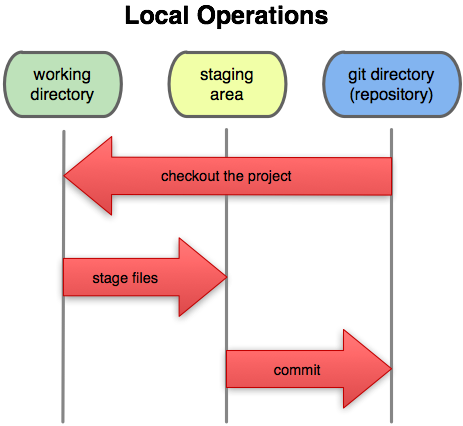 Local Operations
working
directory
staging
area
git directory
(repository)
checkout the project
stage files
commit